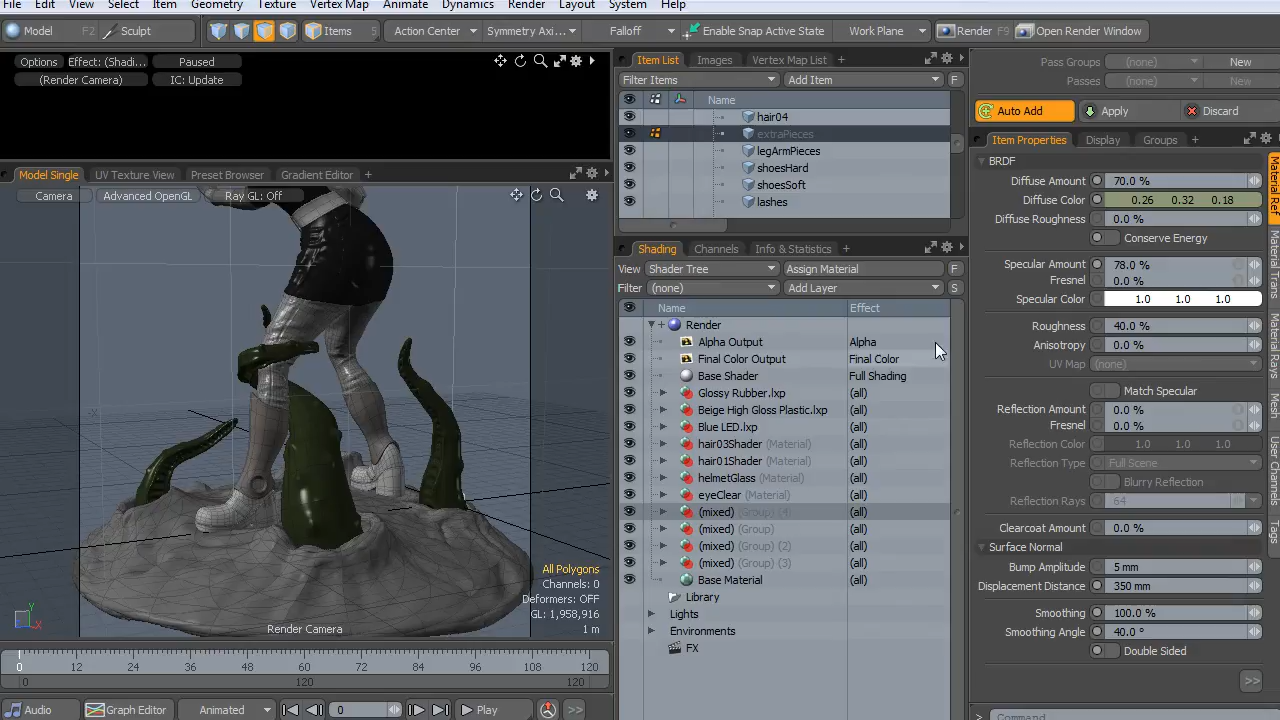 File Edit View Select Item Geometry Texture Vertex Map Animate Dynamics Render Layout System Help
Model F2 Sculpt Items 5 Action Center Symmetry Axi... Falloff Enable Snap Active State Work Plane Render F9 Open Render Window
Options Effect: (Shadi... Paused
(Render Camera) IC: Update
Model Single UV Texture View Preset Browser Gradient Editor
Camera Advanced OpenGL Ray GL: Off
All Polygons
Channels: 0
Deformers: OFF
GL: 1,958,916
1 m
Render Camera
Y
X
0 12 24 36 48 60 72 84 96 108 120
0 120 120
Audio Graph Editor Animated 0 Play >>
Item List Images Vertex Map List +
Filter Items Add Item F
Name
hair04
extraPieces
legArmPieces
shoesHard
shoesSoft
lashes
Shading Channels Info & Statistics +
View Shader Tree Assign Material F
Filter (none) Add Layer S
Name Effect
Render
Alpha Output Alpha
Final Color Output Final Color
Base Shader Full Shading
Glossy Rubber.lxp (all)
Beige High Gloss Plastic.lxp (all)
Blue LED.lxp (all)
hair03Shader (Material) (all)
hair01Shader (Material) (all)
helmetGlass (Material) (all)
eyeClear (Material) (all)
(mixed) (Group) (4) (all)
(mixed) (Group) (all)
(mixed) (Group) (2) (all)
(mixed) (Group) (3) (all)
Base Material (all)
Library
Lights
Environments
FX
Pass Groups (none) New
Passes (none) New
Auto Add Apply Discard
Item Properties Display Groups +
BRDF
Diffuse Amount 70.0 %
Diffuse Color 0.26 0.32 0.18
Diffuse Roughness 0.0 %
Conserve Energy
Specular Amount 78.0 %
Fresnel 0.0 %
Specular Color 1.0 1.0 1.0
Roughness 40.0 %
Anisotropy 0.0 %
UV Map (none)
Match Specular
Reflection Amount 0.0 %
Fresnel 0.0 %
Reflection Color 1.0 1.0 1.0
Reflection Type Full Scene
Blurry Reflection
Reflection Rays 64
Clearcoat Amount 0.0 %
Surface Normal
Bump Amplitude 5 mm
Displacement Distance 350 mm
Smoothing 100.0 %
Smoothing Angle 40.0 °
Double Sided
>>
Command
Material Ref
Material Trans
Material Rays
Mesh
User Channels
Tags